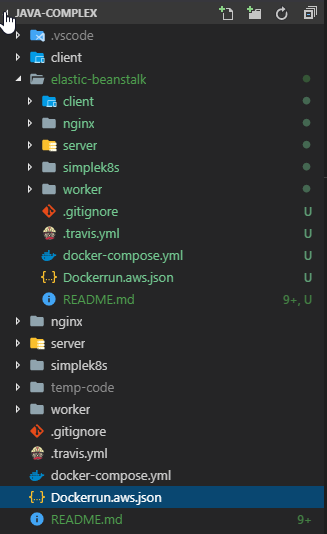 JAVA-COMPLEX
.vscode
client
elastic-beanstalk
client
nginx
server
simplek8s
worker
.gitignore U
.travis.yml U
docker-compose.yml U
{..} Dockerrun.aws.json U
README.md 9+, U
nginx
server
simplek8s
temp-code
worker
.gitignore
.travis.yml
docker-compose.yml
{..} Dockerrun.aws.json
README.md 9+